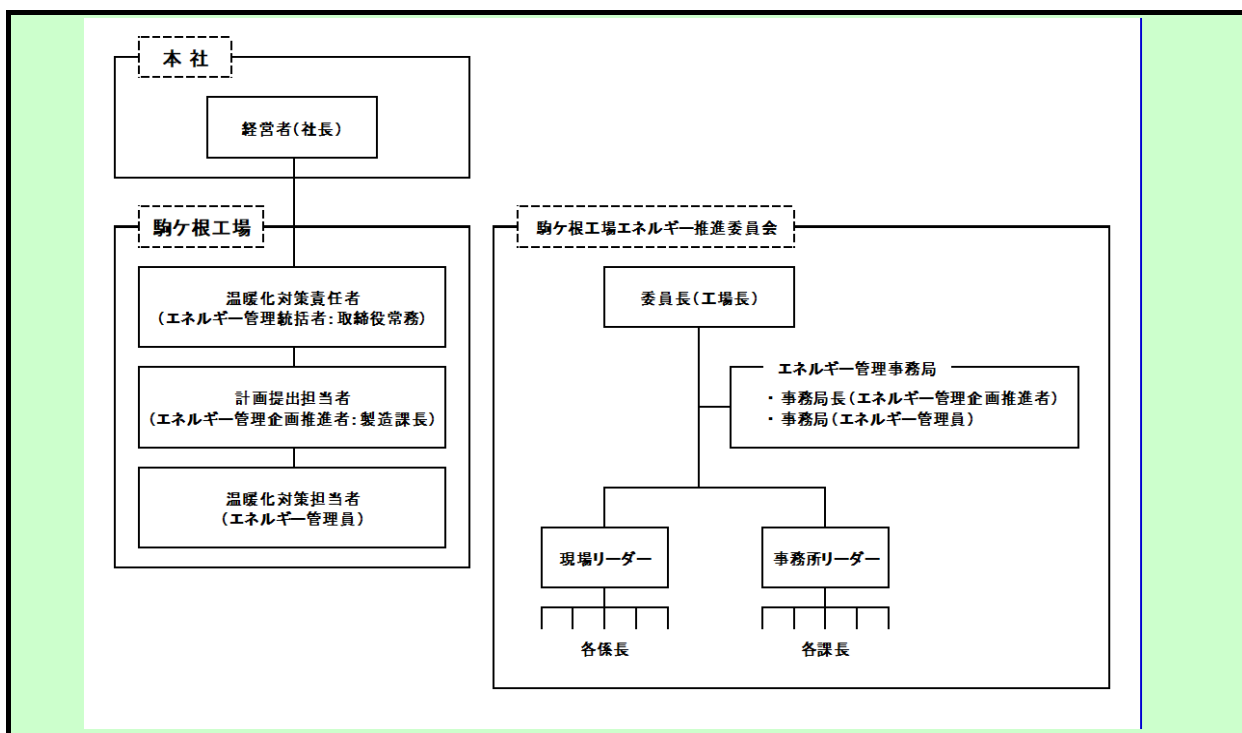 本 社
経営者(社長)
駒ケ根工場
温暖化対策責任者
(エネルギー管理統括者:取締役常務)
計画提出担当者
(エネルギー管理企画推進者:製造課長)
温暖化対策担当者
(エネルギー管理員)
駒ケ根工場エネルギー推進委員会
委員長(工場長)
エネルギー管理事務局
・ 事務局長(エネルギー管理企画推進者)
・ 事務局(エネルギー管理員)
現場リーダー
事務所リーダー
各係長
各課長